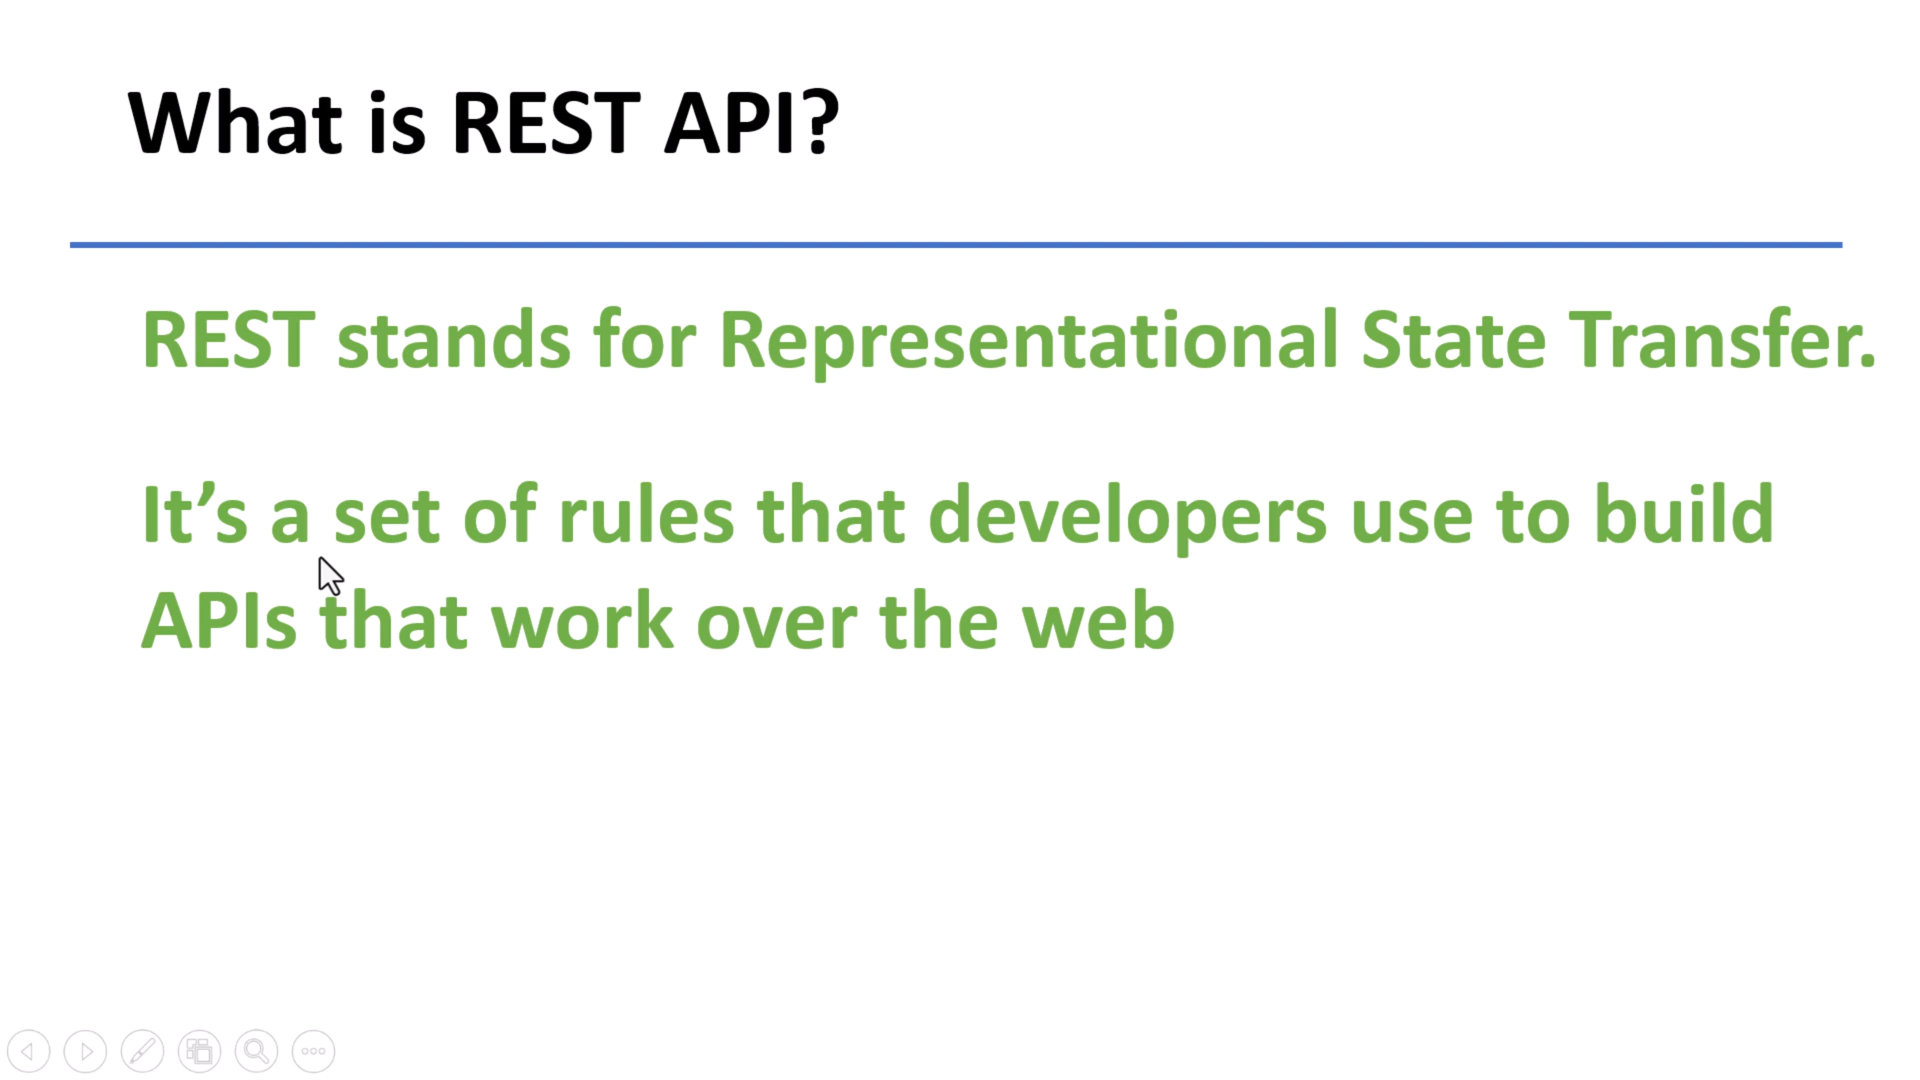 What is REST API?
REST stands for Representational State Transfer.
It’s a set of rules that developers use to build
APIs that work over the web